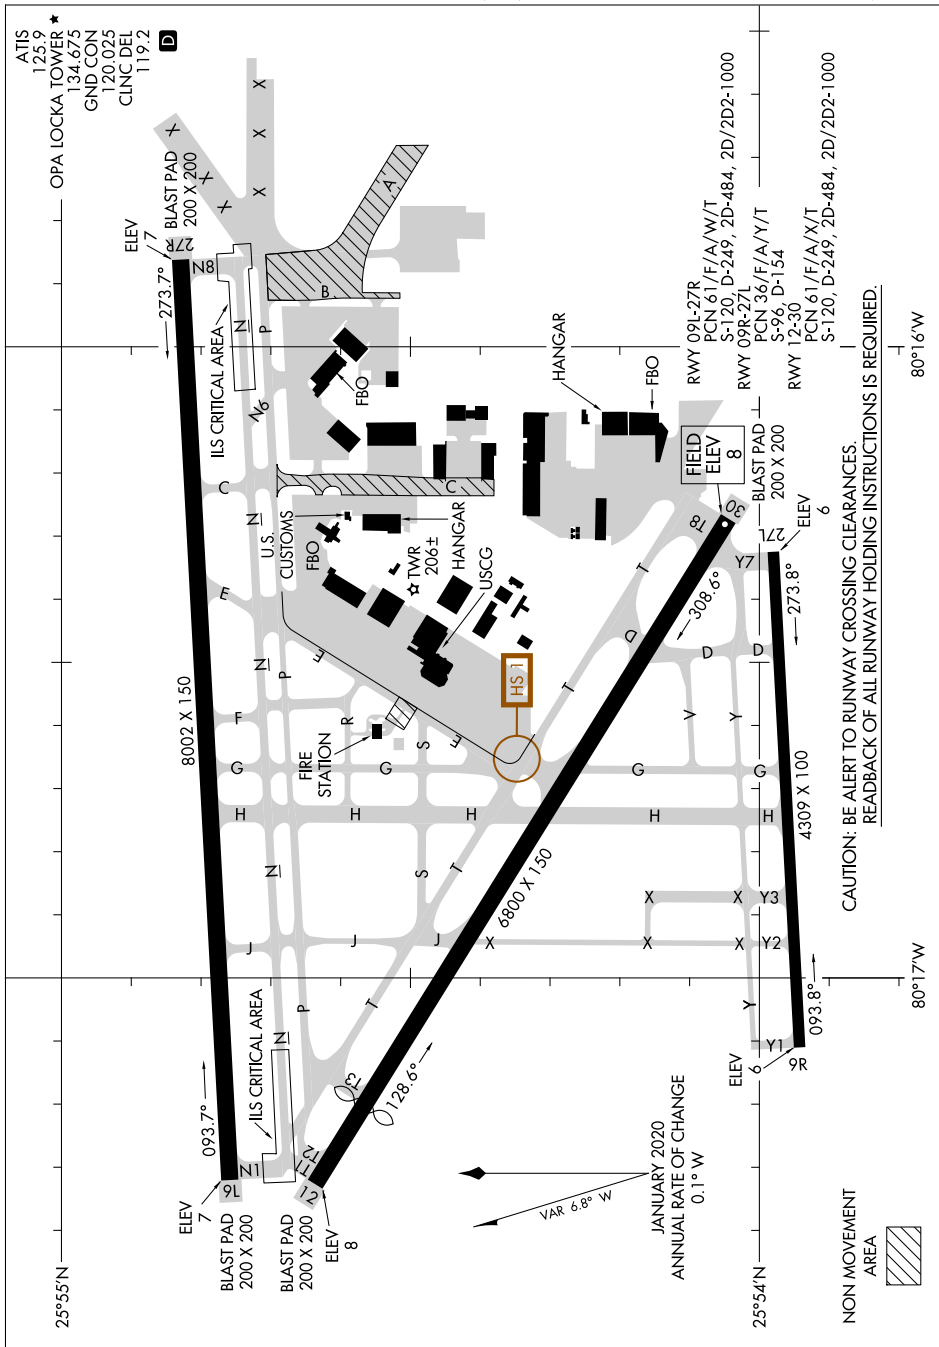 ATIS
125.9
OPA LOCKA TOWER ★
134.675
GND CON
120.025
CLNC DEL
119.2
D
ELEV
7
BLAST PAD
200 X 200
27R
273.7°
N8
ILS CRITICAL AREA
X
X
X
X
X
X
A
B
N
P
N6
C
N
E
N
P
F
G
H
N
J
P
N
8002 X 150
FBO
U.S.
CUSTOMS
FBO
C
HANGAR
TWR
206±
HANGAR
USCG
HANGAR
FBO
E
R
FIRE
STATION
G
S
E
HS 1
H
H
S
T
J
J
T
T
T
D
T8
30
FIELD
ELEV
8
BLAST PAD
200 X 200
308.6°
27L
ELEV
6
Y7
273.8°
D
D
V
Y
G
G
H
H
X
X
Y3
X
X
X
Y2
Y
Y1
6800 X 150
4309 X 100
093.8°
9R
ELEV
6
ILS CRITICAL AREA
093.7°
N1
9L
ELEV
7
BLAST PAD
200 X 200
T1
T2
T3
128.6°
12
BLAST PAD
200 X 200
ELEV
8
RWY 09L-27R
PCN 61/F/A/W/T
S-120, D-249, 2D-484, 2D/2D2-1000
RWY 09R-27L
PCN 36/F/A/Y/T
S-96, D-154
RWY 12-30
PCN 61/F/A/X/T
S-120, D-249, 2D-484, 2D/2D2-1000
CAUTION: BE ALERT TO RUNWAY CROSSING CLEARANCES.
READBACK OF ALL RUNWAY HOLDING INSTRUCTIONS IS REQUIRED.
VAR 6.8° W
JANUARY 2020
ANNUAL RATE OF CHANGE
0.1° W
NON MOVEMENT
AREA
25°55'N
25°54'N
80°16'W
80°17'W